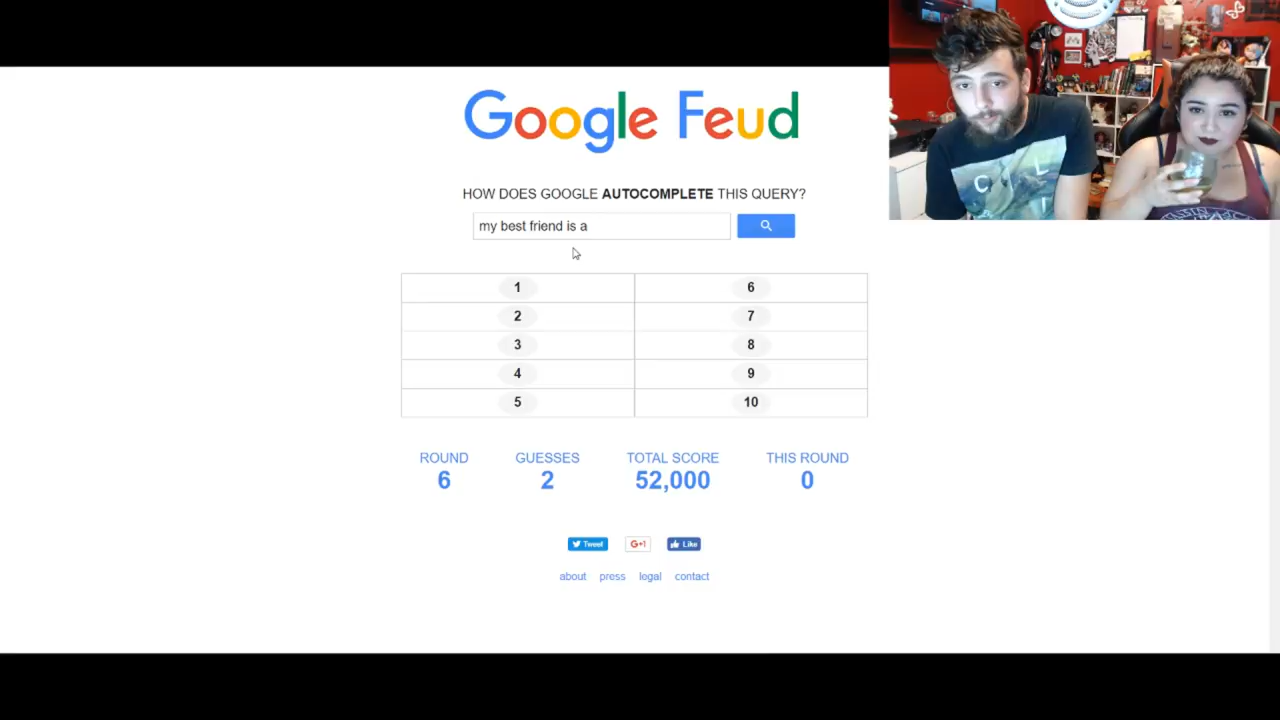 Google Feud
HOW DOES GOOGLE AUTOCOMPLETE THIS QUERY?
my best friend is a
1 6
2 7
3 8
4 9
5 10
ROUND GUESSES TOTAL SCORE THIS ROUND
6 2 52,000 0
Tweet G+1 Like
about press legal contact